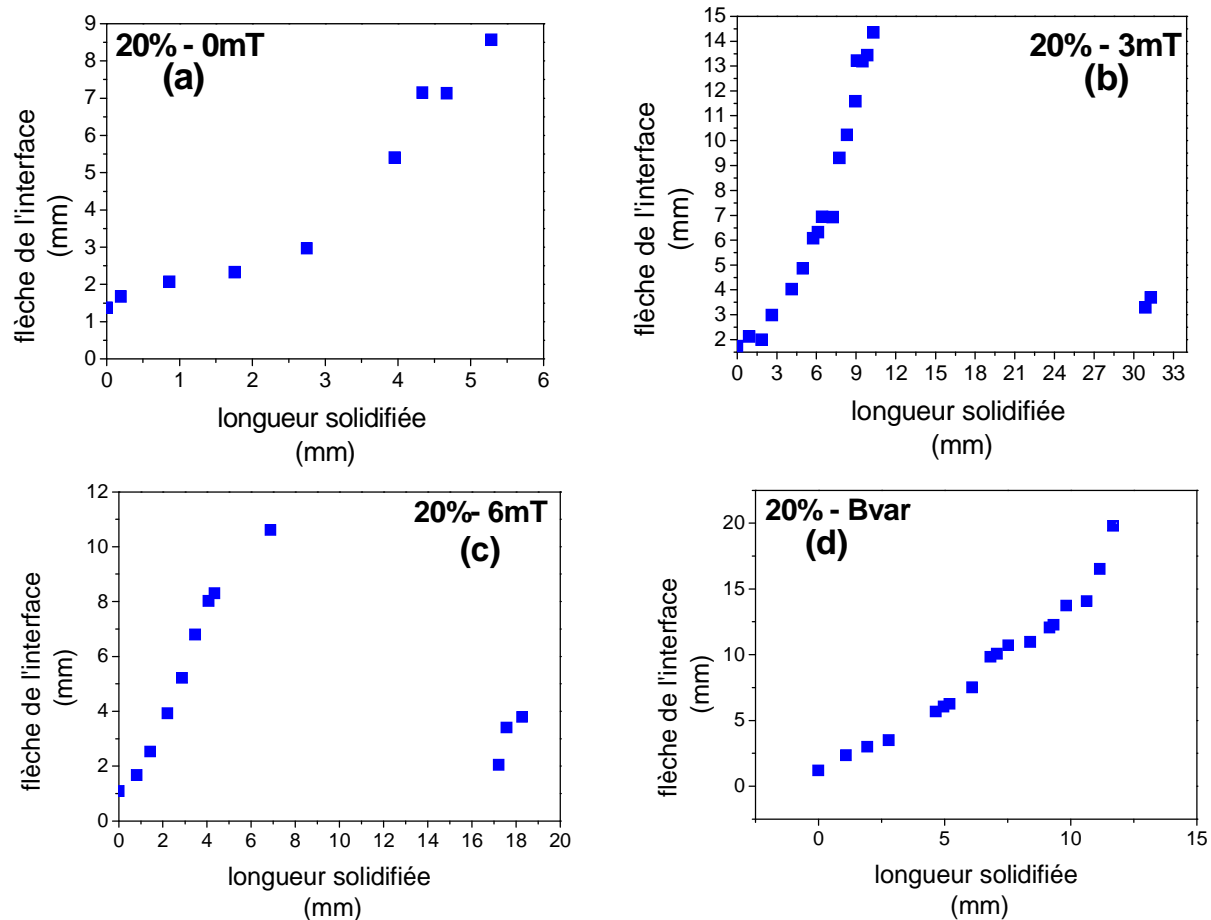 20% - 0mT
(a)
9
8
7
6
5
4
3
2
1
0
flèche de l'interface
(mm)
0 1 2 3 4 5 6
longueur solidifiée
(mm)
20% - 3mT
(b)
15
14
13
12
11
10
9
8
7
6
5
4
3
2
flèche de l'interface
(mm)
0 3 6 9 12 15 18 21 24 27 30 33
longueur solidifiée
(mm)
20%- 6mT
(c)
12
10
8
6
4
2
0
flèche de l'interface
(mm)
0 2 4 6 8 10 12 14 16 18 20
longueur solidifiée
(mm)
20% - Bvar
(d)
20
15
10
5
0
flèche de l'interface
(mm)
0 5 10 15
longueur solidifiée
(mm)